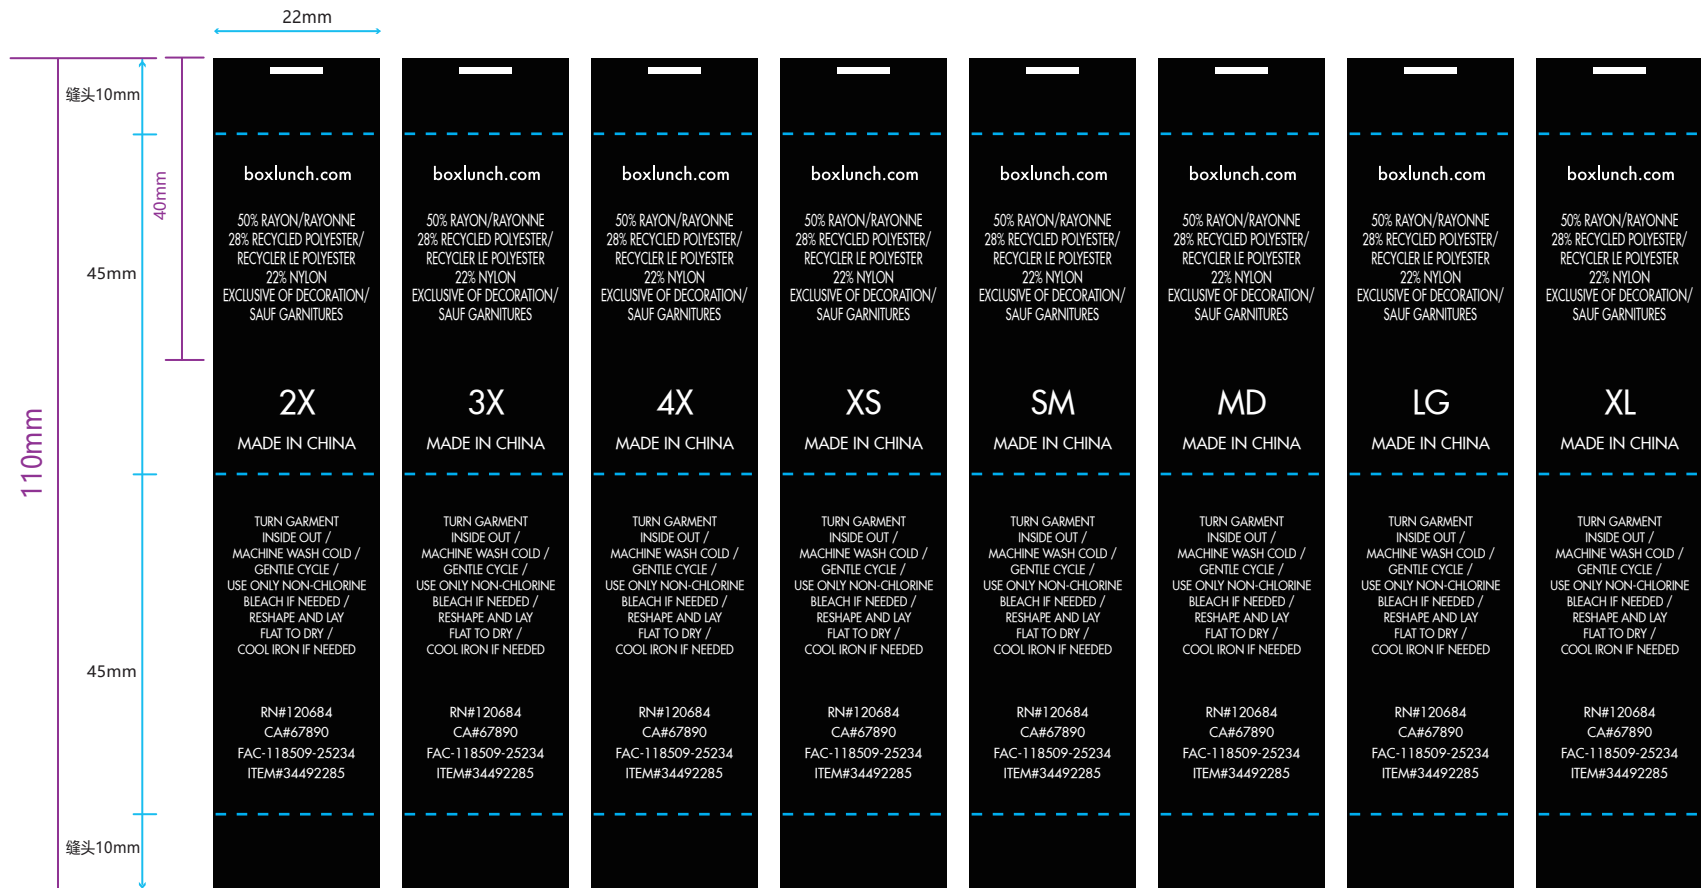 22mm
缝头10mm
40mm
45mm
110mm
45mm
缝头10mm
boxlunch.com
50% RAYON/RAYONNE
28% RECYCLED POLYESTER/
RECYCLER LE POLYESTER
22% NYLON
EXCLUSIVE OF DECORATION/
SAUF GARNITURES
2X
MADE IN CHINA
TURN GARMENT
INSIDE OUT /
MACHINE WASH COLD /
GENTLE CYCLE /
USE ONLY NON-CHLORINE
BLEACH IF NEEDED /
RESHAPE AND LAY
FLAT TO DRY /
COOL IRON IF NEEDED
RN#120684
CA#67890
FAC-118509-25234
ITEM#34492285
boxlunch.com
50% RAYON/RAYONNE
28% RECYCLED POLYESTER/
RECYCLER LE POLYESTER
22% NYLON
EXCLUSIVE OF DECORATION/
SAUF GARNITURES
3X
MADE IN CHINA
TURN GARMENT
INSIDE OUT /
MACHINE WASH COLD /
GENTLE CYCLE /
USE ONLY NON-CHLORINE
BLEACH IF NEEDED /
RESHAPE AND LAY
FLAT TO DRY /
COOL IRON IF NEEDED
RN#120684
CA#67890
FAC-118509-25234
ITEM#34492285
boxlunch.com
50% RAYON/RAYONNE
28% RECYCLED POLYESTER/
RECYCLER LE POLYESTER
22% NYLON
EXCLUSIVE OF DECORATION/
SAUF GARNITURES
4X
MADE IN CHINA
TURN GARMENT
INSIDE OUT /
MACHINE WASH COLD /
GENTLE CYCLE /
USE ONLY NON-CHLORINE
BLEACH IF NEEDED /
RESHAPE AND LAY
FLAT TO DRY /
COOL IRON IF NEEDED
RN#120684
CA#67890
FAC-118509-25234
ITEM#34492285
boxlunch.com
50% RAYON/RAYONNE
28% RECYCLED POLYESTER/
RECYCLER LE POLYESTER
22% NYLON
EXCLUSIVE OF DECORATION/
SAUF GARNITURES
XS
MADE IN CHINA
TURN GARMENT
INSIDE OUT /
MACHINE WASH COLD /
GENTLE CYCLE /
USE ONLY NON-CHLORINE
BLEACH IF NEEDED /
RESHAPE AND LAY
FLAT TO DRY /
COOL IRON IF NEEDED
RN#120684
CA#67890
FAC-118509-25234
ITEM#34492285
boxlunch.com
50% RAYON/RAYONNE
28% RECYCLED POLYESTER/
RECYCLER LE POLYESTER
22% NYLON
EXCLUSIVE OF DECORATION/
SAUF GARNITURES
SM
MADE IN CHINA
TURN GARMENT
INSIDE OUT /
MACHINE WASH COLD /
GENTLE CYCLE /
USE ONLY NON-CHLORINE
BLEACH IF NEEDED /
RESHAPE AND LAY
FLAT TO DRY /
COOL IRON IF NEEDED
RN#120684
CA#67890
FAC-118509-25234
ITEM#34492285
boxlunch.com
50% RAYON/RAYONNE
28% RECYCLED POLYESTER/
RECYCLER LE POLYESTER
22% NYLON
EXCLUSIVE OF DECORATION/
SAUF GARNITURES
MD
MADE IN CHINA
TURN GARMENT
INSIDE OUT /
MACHINE WASH COLD /
GENTLE CYCLE /
USE ONLY NON-CHLORINE
BLEACH IF NEEDED /
RESHAPE AND LAY
FLAT TO DRY /
COOL IRON IF NEEDED
RN#120684
CA#67890
FAC-118509-25234
ITEM#34492285
boxlunch.com
50% RAYON/RAYONNE
28% RECYCLED POLYESTER/
RECYCLER LE POLYESTER
22% NYLON
EXCLUSIVE OF DECORATION/
SAUF GARNITURES
LG
MADE IN CHINA
TURN GARMENT
INSIDE OUT /
MACHINE WASH COLD /
GENTLE CYCLE /
USE ONLY NON-CHLORINE
BLEACH IF NEEDED /
RESHAPE AND LAY
FLAT TO DRY /
COOL IRON IF NEEDED
RN#120684
CA#67890
FAC-118509-25234
ITEM#34492285
boxlunch.com
50% RAYON/RAYONNE
28% RECYCLED POLYESTER/
RECYCLER LE POLYESTER
22% NYLON
EXCLUSIVE OF DECORATION/
SAUF GARNITURES
XL
MADE IN CHINA
TURN GARMENT
INSIDE OUT /
MACHINE WASH COLD /
GENTLE CYCLE /
USE ONLY NON-CHLORINE
BLEACH IF NEEDED /
RESHAPE AND LAY
FLAT TO DRY /
COOL IRON IF NEEDED
RN#120684
CA#67890
FAC-118509-25234
ITEM#34492285